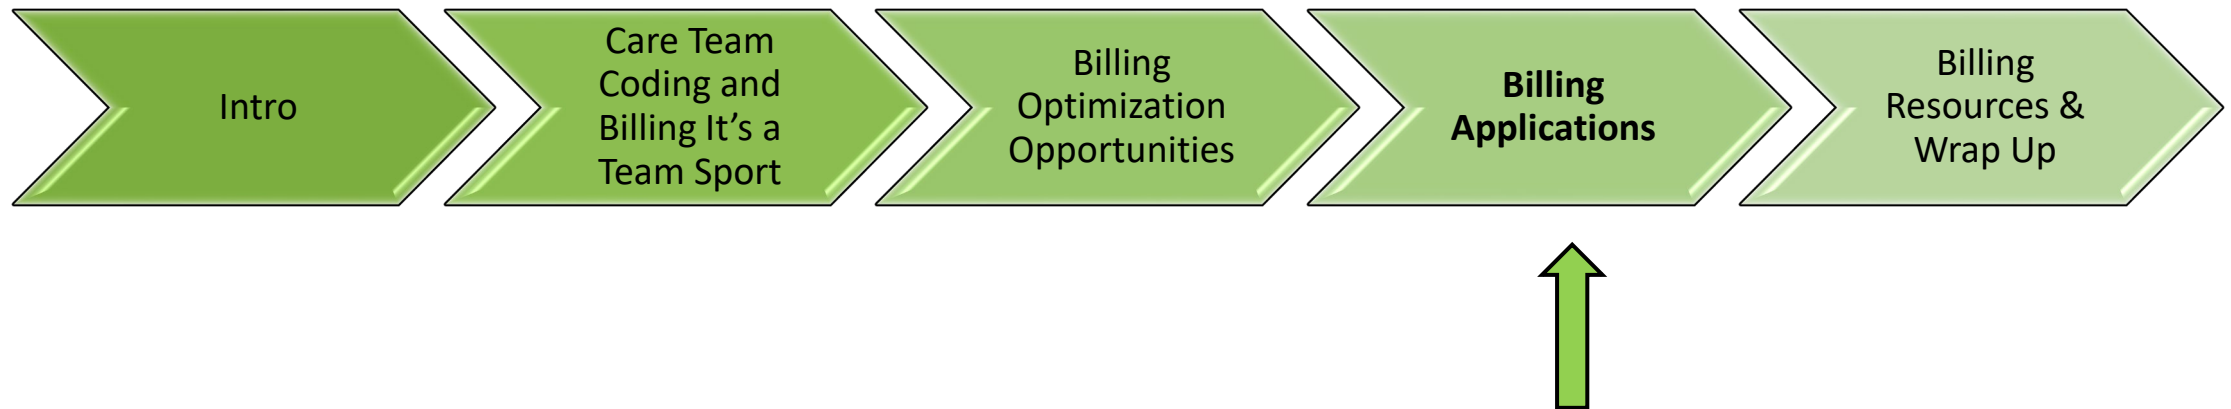 Intro
Care Team
Coding and
Billing It’s a
Team Sport
Billing
Optimization
Opportunities
Billing
Applications
Billing
Resources &
Wrap Up